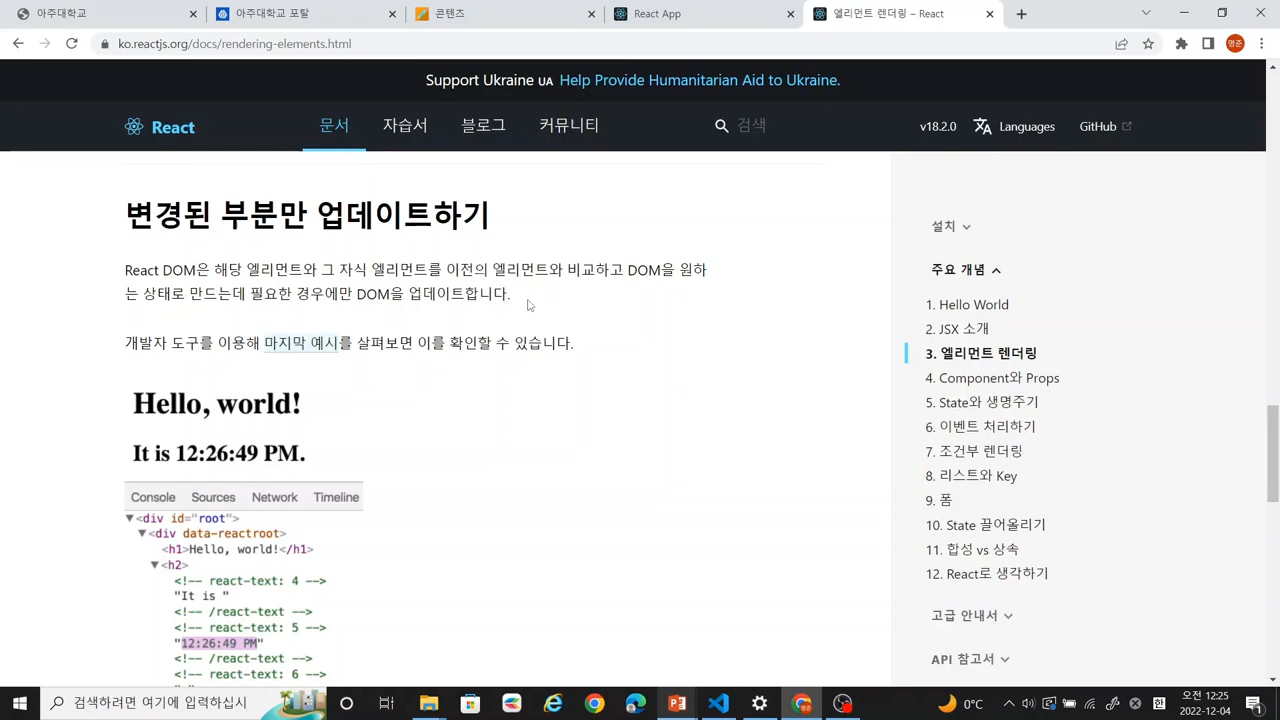 아주대학교
아주대학교 포탈
콘텐츠
React App
엘리먼트 렌더링 – React
ko.reactjs.org/docs/rendering-elements.html
명준
Support Ukraine UA Help Provide Humanitarian Aid to Ukraine.
React
문서
자습서
블로그
커뮤니티
검색
v18.2.0
Languages
GitHub
변경된 부분만 업데이트하기
React DOM은 해당 엘리먼트와 그 자식 엘리먼트를 이전의 엘리먼트와 비교하고 DOM을 원하
는 상태로 만드는데 필요한 경우에만 DOM을 업데이트합니다.
개발자 도구를 이용해 마지막 예시를 살펴보면 이를 확인할 수 있습니다.
Hello, world!
It is 12:26:49 PM.
Console Sources Network Timeline
▼<div id="root">
▼<div data-reactroot>
<h1>Hello, world!</h1>
▼<h2>
<!-- react-text: 4 -->
"It is "
<!-- /react-text -->
<!-- react-text: 5 -->
"12:26:49 PM"
<!-- /react-text -->
<!-- react-text: 6 -->
설치
주요 개념
1. Hello World
2. JSX 소개
3. 엘리먼트 렌더링
4. Component와 Props
5. State와 생명주기
6. 이벤트 처리하기
7. 조건부 렌더링
8. 리스트와 Key
9. 폼
10. State 끌어올리기
11. 합성 vs 상속
12. React로 생각하기
고급 안내서
API 참고서
검색하려면 여기에 입력하십시
0°C
한
오전 12:25
2022-12-04
1